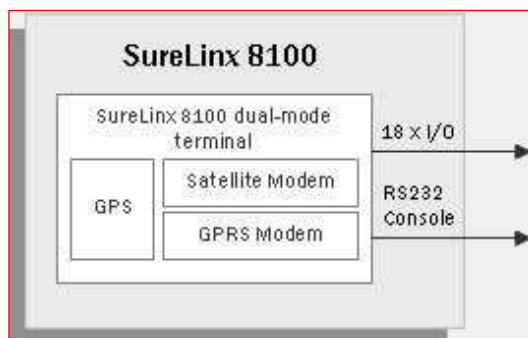 SureLinx 8100
SureLinx 8100 dual-mode
terminal
GPS
Satellite Modem
GPRS Modem
18 x I/O
RS232
Console